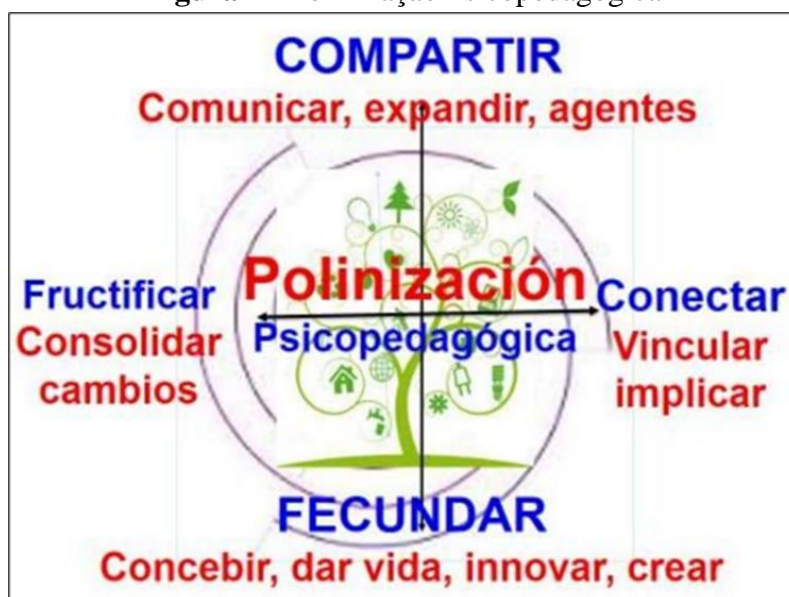 COMPARTIR
Comunicar, expandir, agentes
Polinización
Psicopedagógica
Fructificar
Consolidar
cambios
Conectar
Vincular
implicar
FECUNDAR
Concebir, dar vida, innovar, crear